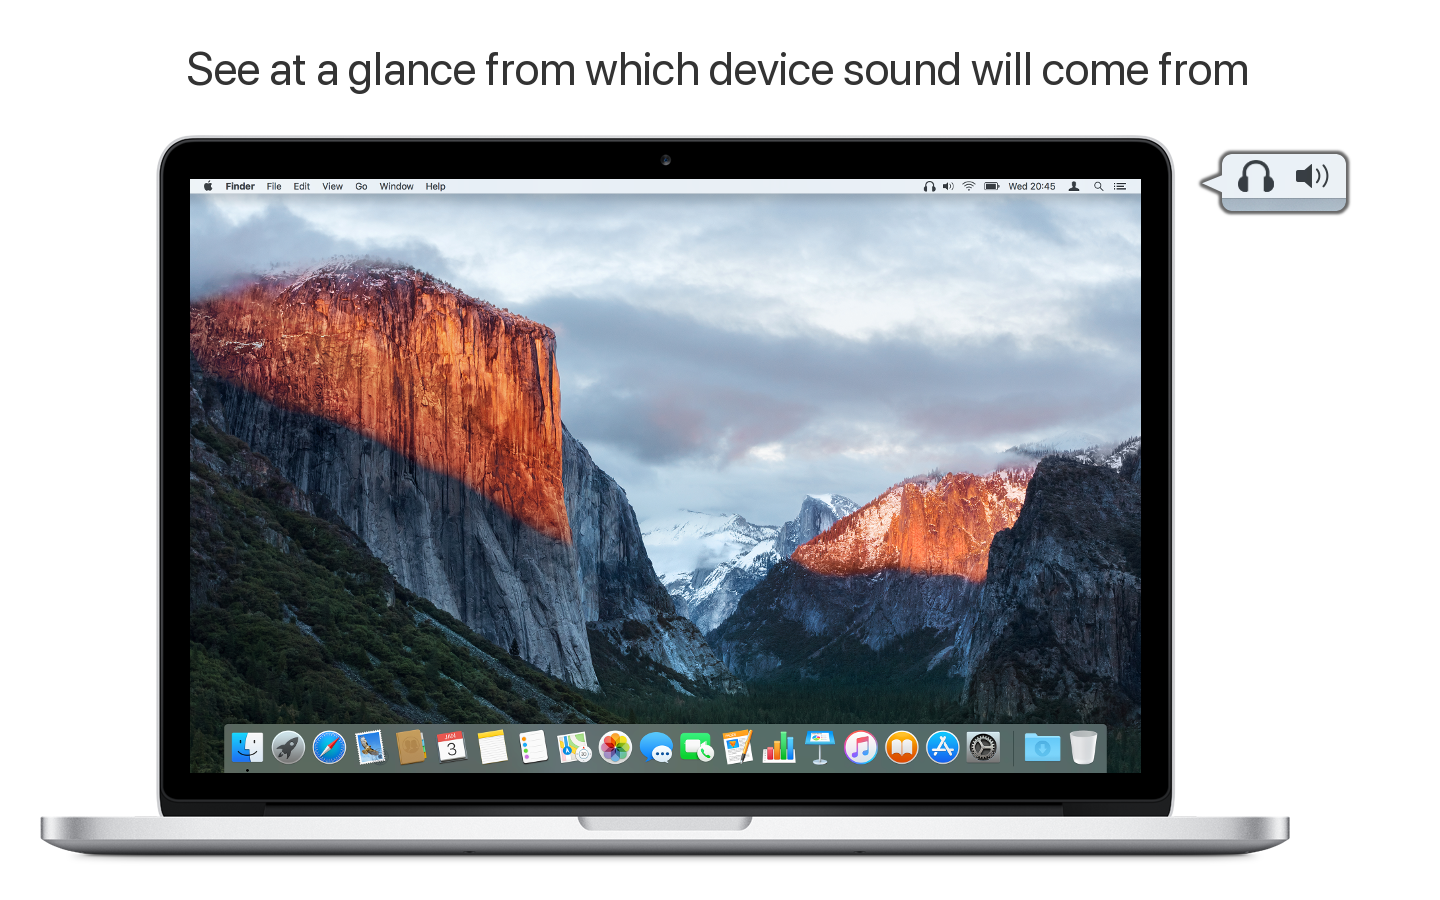 See at a glance from which device sound will come from
Finder File Edit View Go Window Help Wed 20:45
JAN
3